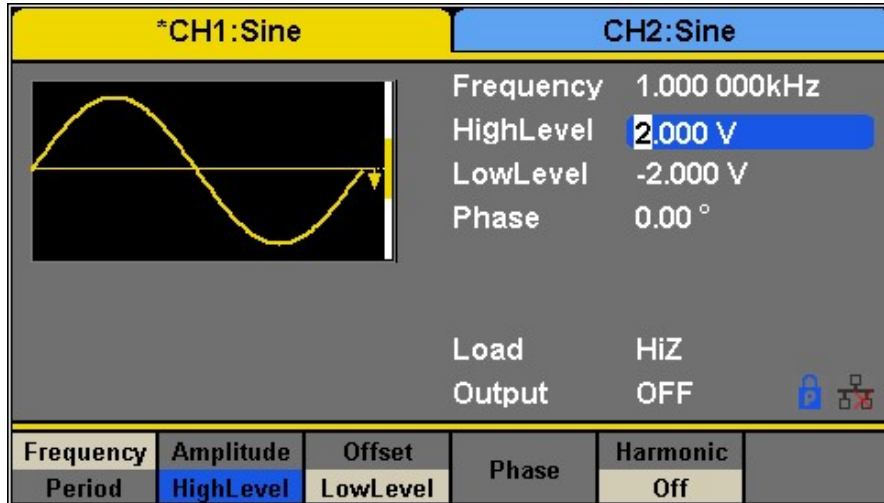 *CH1:Sine
CH2:Sine
Frequency 1.000 000kHz
HighLevel 2.000 V
LowLevel -2.000 V
Phase 0.00 °
Load HiZ
Output OFF
P
Frequency Amplitude Offset Phase Harmonic
Period HighLevel LowLevel Off